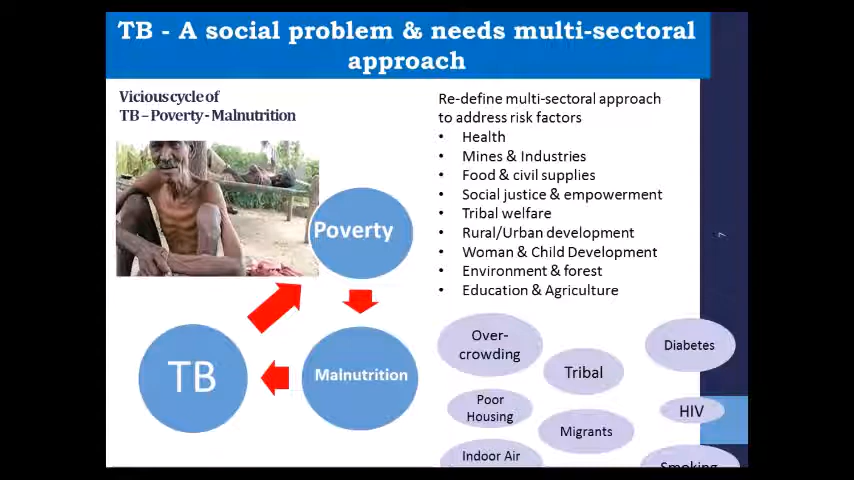 TB - A social problem & needs multi-sectoral
approach
Vicious cycle of
TB – Poverty - Malnutrition
Re-define multi-sectoral approach
to address risk factors
• Health
• Mines & Industries
• Food & civil supplies
• Social justice & empowerment
• Tribal welfare
• Rural/Urban development
• Woman & Child Development
• Environment & forest
• Education & Agriculture
7
Poverty
TB
Malnutrition
Over-
crowding
Tribal
Diabetes
Poor
Housing
Migrants
HIV
Indoor Air
Smoking